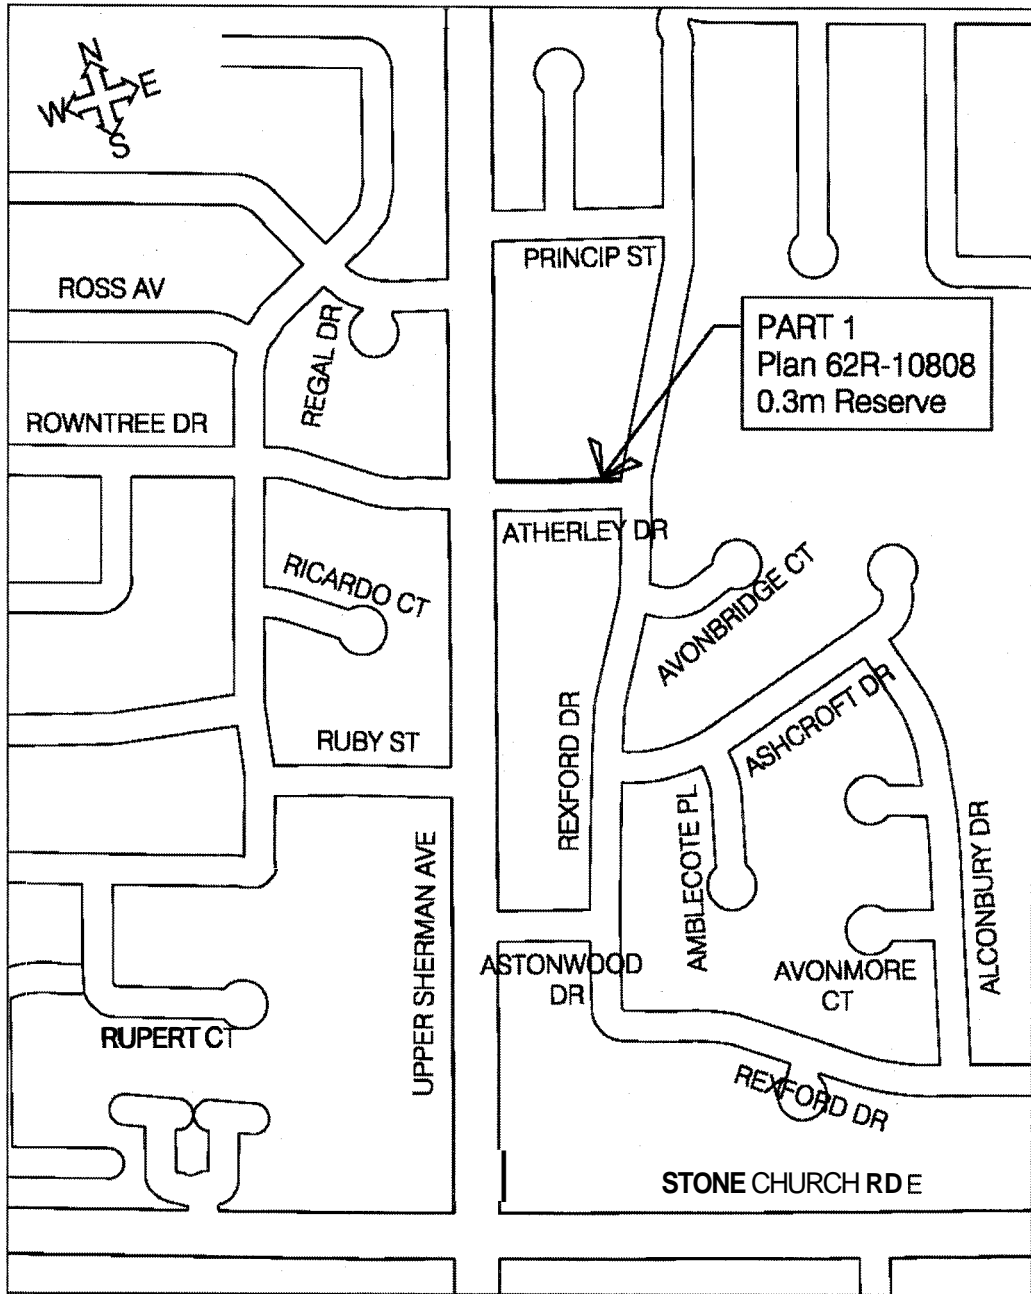 N
W
E
S
PRINCIP ST
ROSS AV
REGAL DR
PART 1
Plan 62R-10808
0.3m Reserve
ROWNTREE DR
ATHERLEY DR
RICARDO CT
AVONBRIDGE CT
RUBY ST
REXFORD DR
ASHCROFT DR
AMBLECOTE PL
UPPER SHERMAN AVE
ALCONBURY DR
ASTONWOOD
DR
AVONMORE
CT
RUPERT CT
REXFORD DR
STONE CHURCH RD E